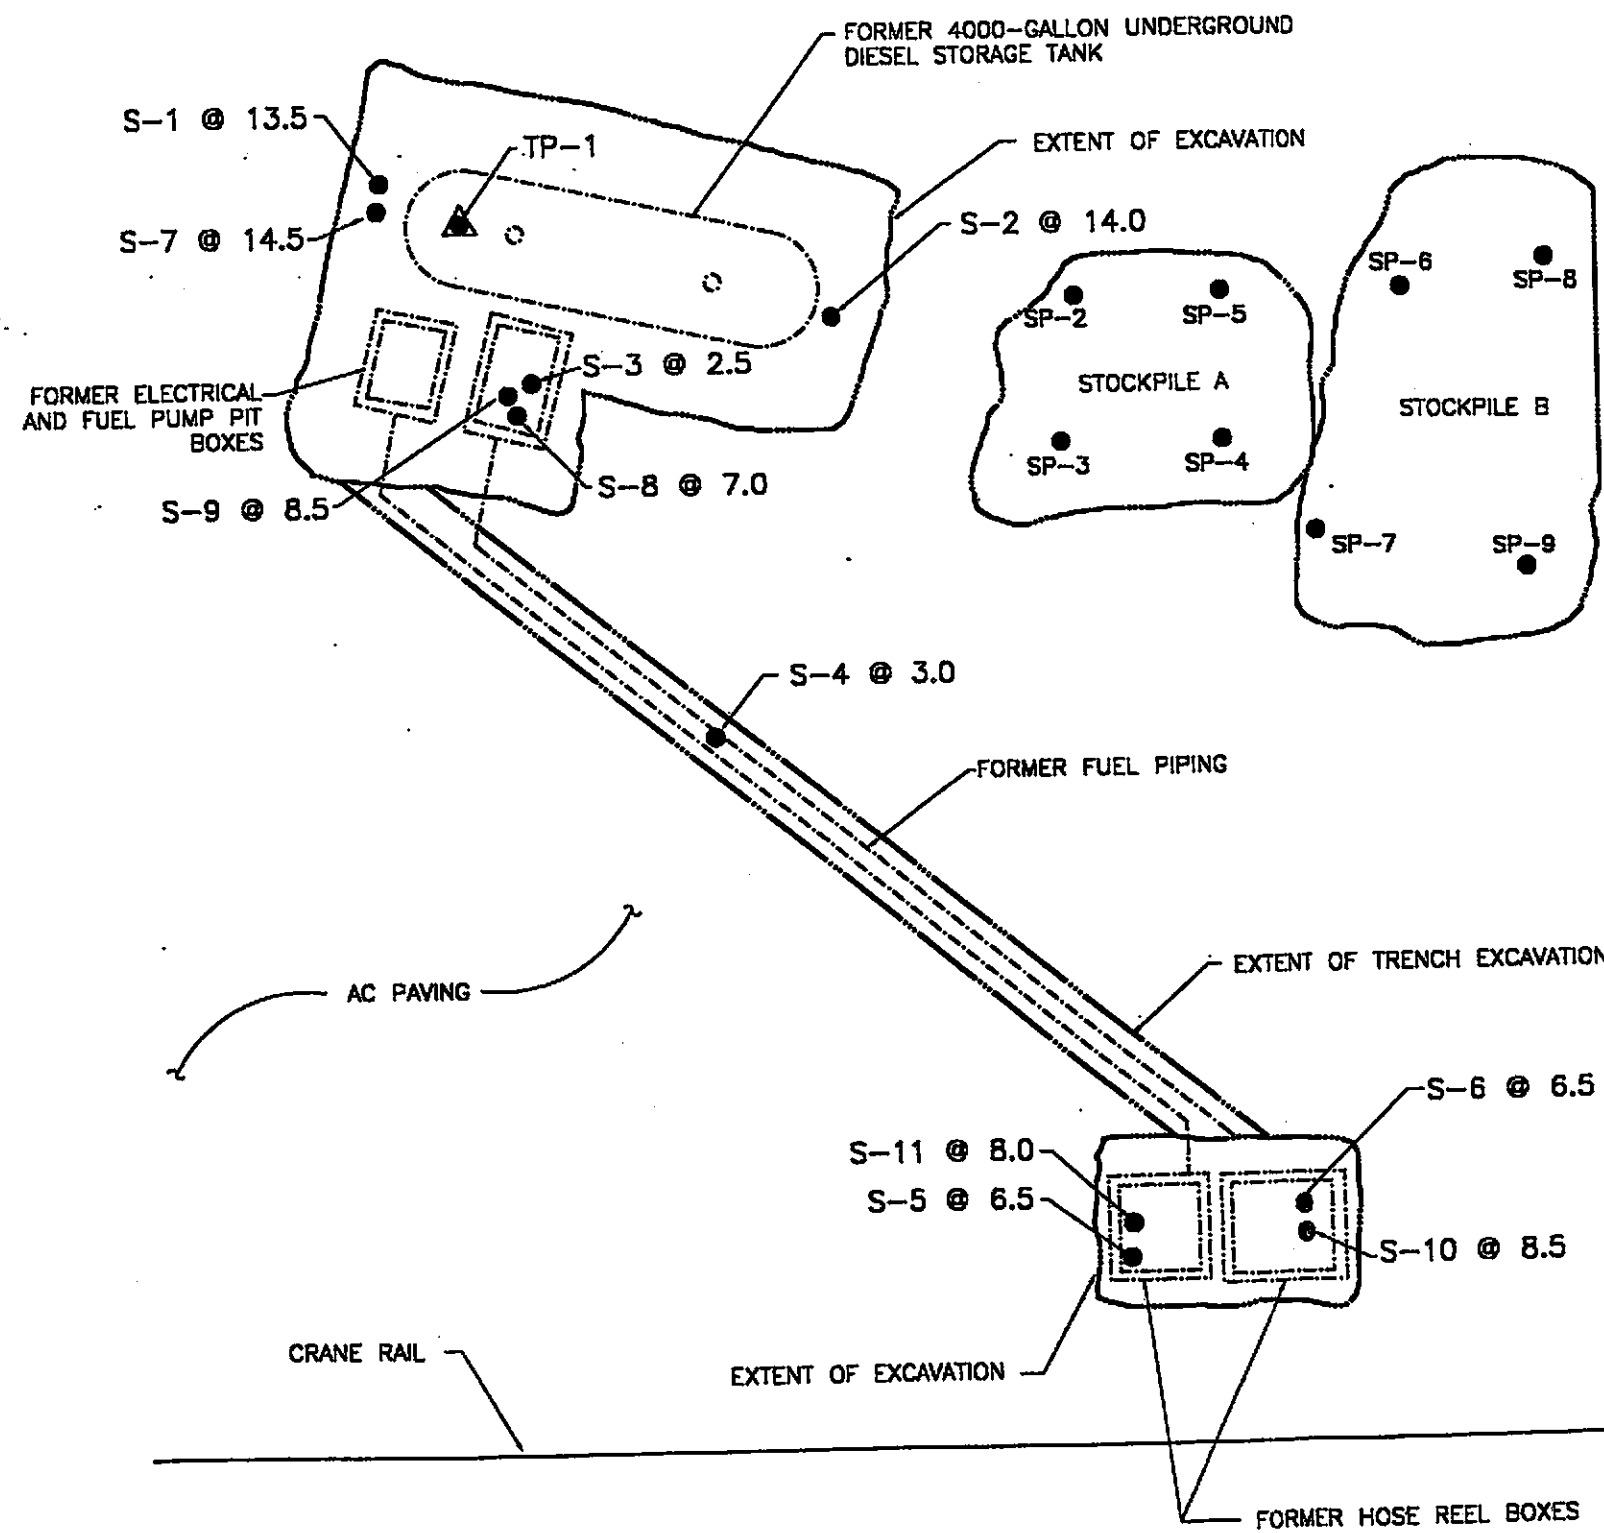 FORMER 4000-GALLON UNDERGROUND
DIESEL STORAGE TANK
S-1 @ 13.5
TP-1
EXTENT OF EXCAVATION
S-7 @ 14.5
S-2 @ 14.0
SP-6
SP-8
SP-2
SP-5
S-3 @ 2.5
STOCKPILE A
STOCKPILE B
FORMER ELECTRICAL
AND FUEL PUMP PIT
BOXES
SP-3
SP-4
S-8 @ 7.0
S-9 @ 8.5
SP-7
SP-9
S-4 @ 3.0
FORMER FUEL PIPING
EXTENT OF TRENCH EXCAVATION
AC PAVING
S-6 @ 6.5
S-11 @ 8.0
S-5 @ 6.5
S-10 @ 8.5
CRANE RAIL
EXTENT OF EXCAVATION
FORMER HOSE REEL BOXES